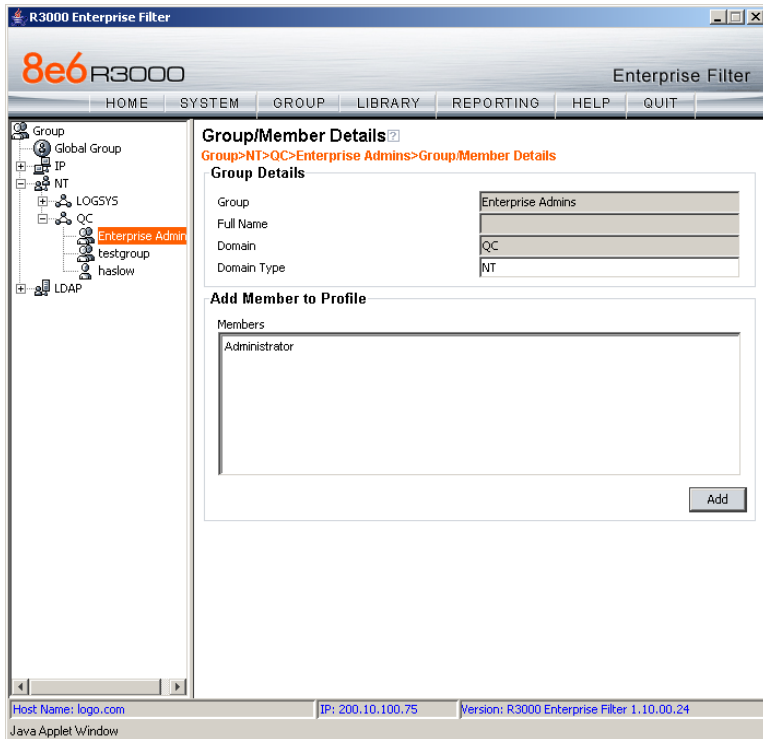 R3000 Enterprise Filter
8e6 R3000
Enterprise Filter
HOME SYSTEM GROUP LIBRARY REPORTING HELP QUIT
Group
Global Group
IP
NT
LOGSYS
QC
Enterprise Admin
testgroup
haslow
LDAP
Group/Member Details?
Group>NT>QC>Enterprise Admins>Group/Member Details
Group Details
Group Enterprise Admins
Full Name
Domain QC
Domain Type NT
Add Member to Profile
Members
Administrator
Add
Host Name: logo.com IP: 200.10.100.75 Version: R3000 Enterprise Filter 1.10.00.24
Java Applet Window